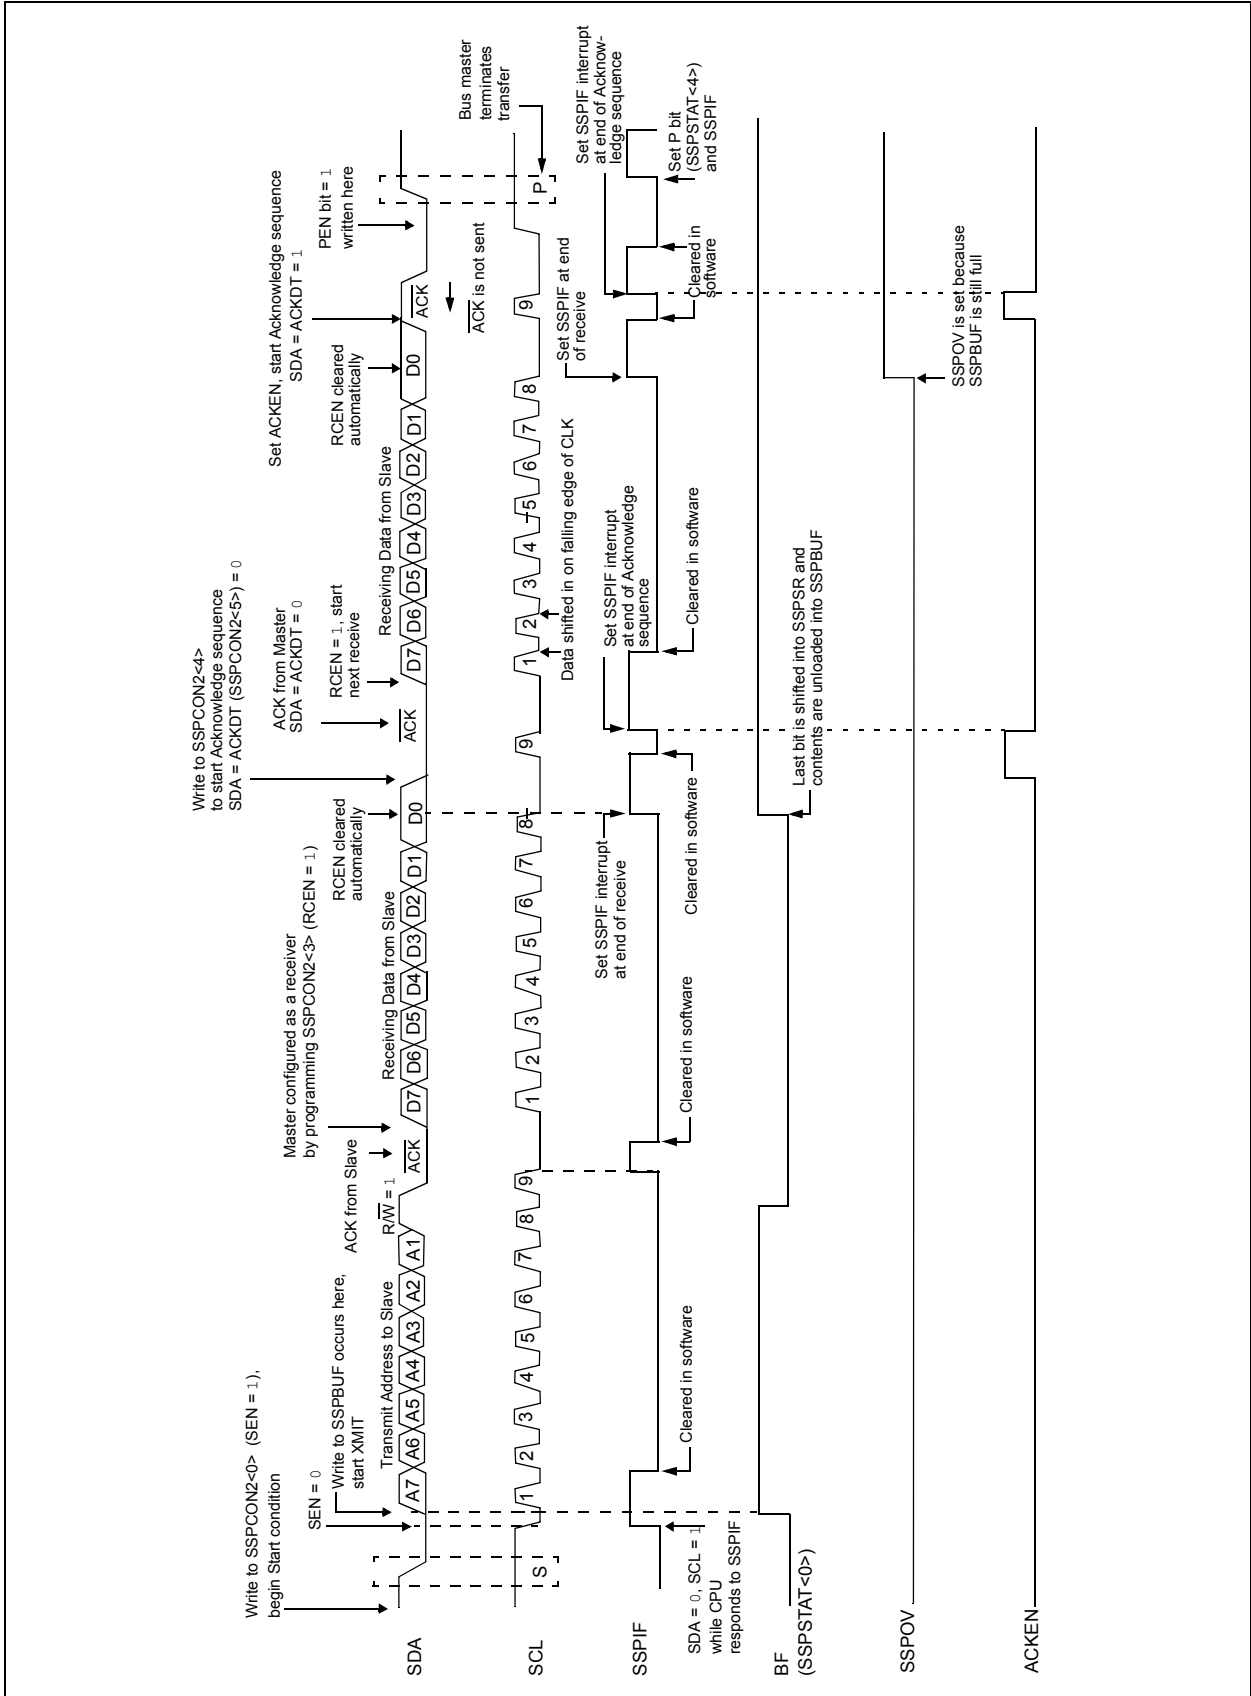 Write to SSPCON2<0> (SEN = 1),
begin Start condition
SEN = 0
Write to SSPBUF occurs here,
start XMIT
Transmit Address to Slave
ACK from Slave
R/W = 1
Master configured as a receiver
by programming SSPCON2<3> (RCEN = 1)
Receiving Data from Slave
RCEN cleared
automatically
Write to SSPCON2<4>
to start Acknowledge sequence
SDA = ACKDT (SSPCON2<5>) = 0
ACK from Master
SDA = ACKDT = 0
RCEN = 1, start
next receive
Receiving Data from Slave
RCEN cleared
automatically
Set ACKEN, start Acknowledge sequence
SDA = ACKDT = 1
PEN bit = 1
written here
SDA
A7 A6 A5 A4 A3 A2 A1 ACK D7 D6 D5 D4 D3 D2 D1 D0 ACK D7 D6 D5 D4 D3 D2 D1 D0 ACK
ACK is not sent
Bus master
terminates
transfer
SCL
S 1 2 3 4 5 6 7 8 9 1 2 3 4 5 6 7 8 9 1 2 3 4 5 6 7 8 9 P
Data shifted in on falling edge of CLK
Set SSPIF interrupt
at end of receive
Set SSPIF interrupt
at end of Acknowledge
sequence
Set SSPIF at end
of receive
Set SSPIF interrupt
at end of Acknow-
ledge sequence
SSPIF
SDA = 0, SCL = 1
while CPU
responds to SSPIF
Cleared in software
Cleared in software
Cleared in software
Cleared in software
Cleared in
software
Set P bit
(SSPSTAT<4>)
and SSPIF
BF
(SSPSTAT<0>)
Last bit is shifted into SSPSR and
contents are unloaded into SSPBUF
SSPOV
SSPOV is set because
SSPBUF is still full
ACKEN